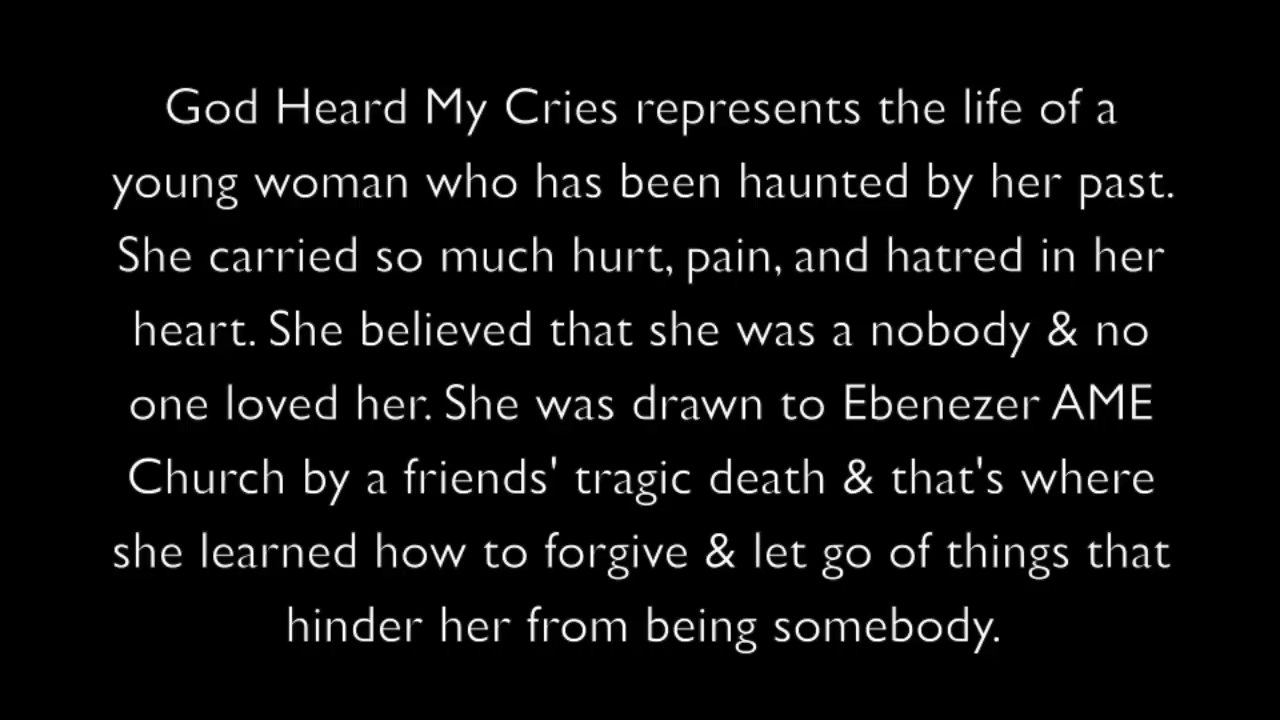 God Heard My Cries represents the life of a
young woman who has been haunted by her past.
She carried so much hurt, pain, and hatred in her
heart. She believed that she was a nobody & no
one loved her. She was drawn to Ebenezer AME
Church by a friends' tragic death & that's where
she learned how to forgive & let go of things that
hinder her from being somebody.